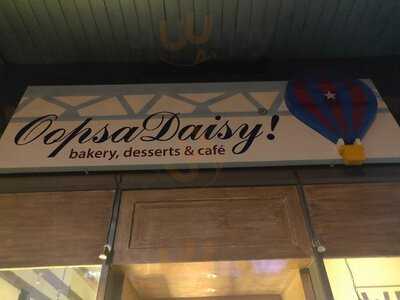 OopsaDaisy!
bakery, desserts & café